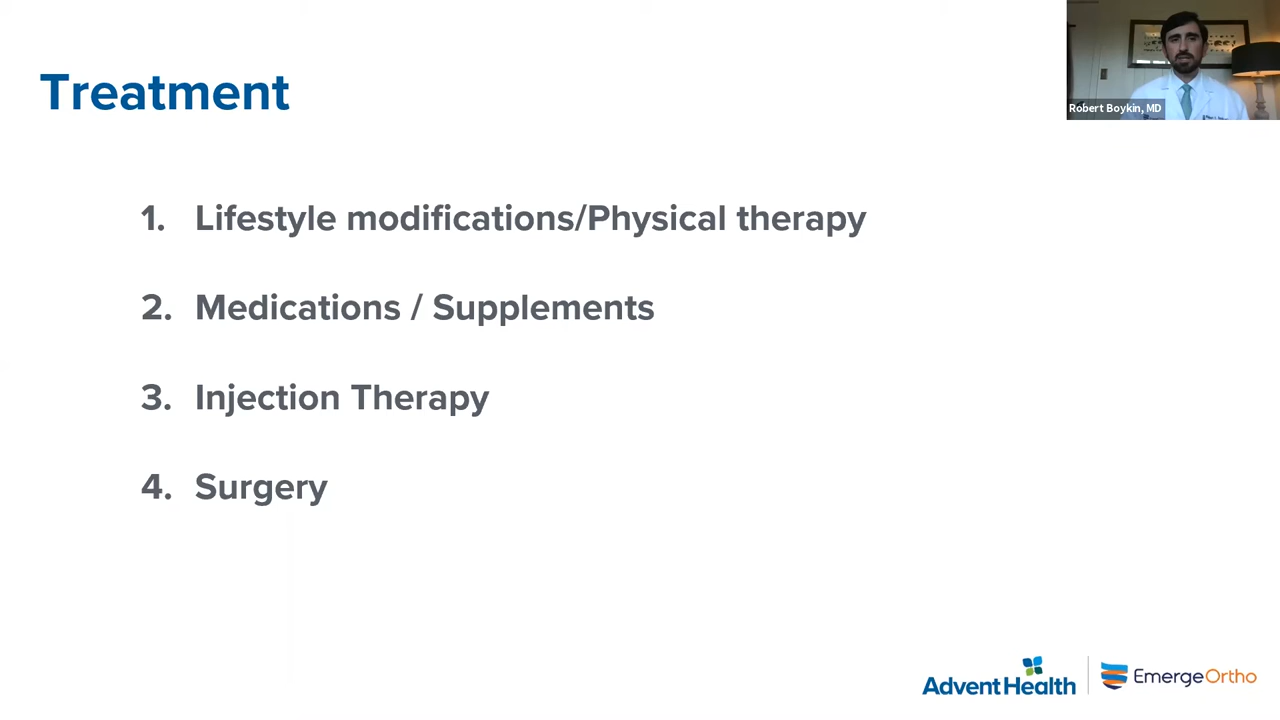 Treatment
Robert Boykin, MD
1. Lifestyle modifications/Physical therapy
2. Medications / Supplements
3. Injection Therapy
4. Surgery
AdventHealth
EmergeOrtho